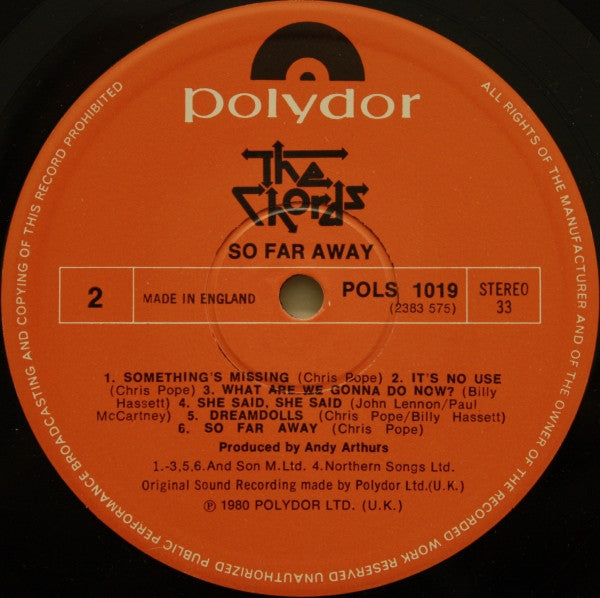 polydor
The
Chords
SO FAR AWAY
2
MADE IN ENGLAND
POLS 1019
(2383 575)
STEREO
33
1. SOMETHING'S MISSING (Chris Pope) 2. IT'S NO USE
(Chris Pope) 3. WHAT ARE WE GONNA DO NOW? (Billy
Hassett) 4. SHE SAID, SHE SAID (John Lennon/Paul
McCartney) 5. DREAMDOLLS (Chris Pope/Billy Hassett)
6. SO FAR AWAY (Chris Pope)
Produced by Andy Arthurs
1.-3,5,6.And Son M.Ltd. 4.Northern Songs Ltd.
Original Sound Recording made by Polydor Ltd.(U.K.)
℗ 1980 POLYDOR LTD. (U.K.)
ALL RIGHTS OF THE MANUFACTURER AND OF THE OWNER OF THE RECORDED WORK RESERVED UNAUTHORIZED PUBLIC PERFORMANCE BROADCASTING AND COPYING OF THIS RECORD PROHIBITED